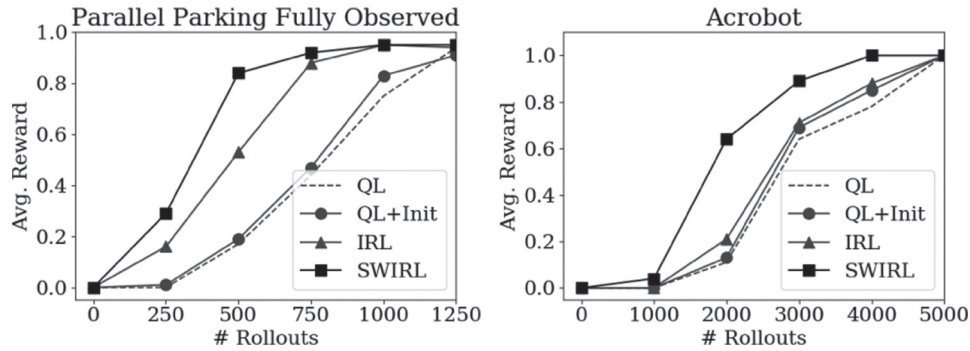 Parallel Parking Fully Observed
Avg. Reward
1.0
0.8
0.6
0.4
0.2
0.0
0 250 500 750 1000 1250
# Rollouts
QL
QL+Init
IRL
SWIRL
Acrobot
Avg. Reward
1.0
0.8
0.6
0.4
0.2
0.0
0 1000 2000 3000 4000 5000
# Rollouts
QL
QL+Init
IRL
SWIRL